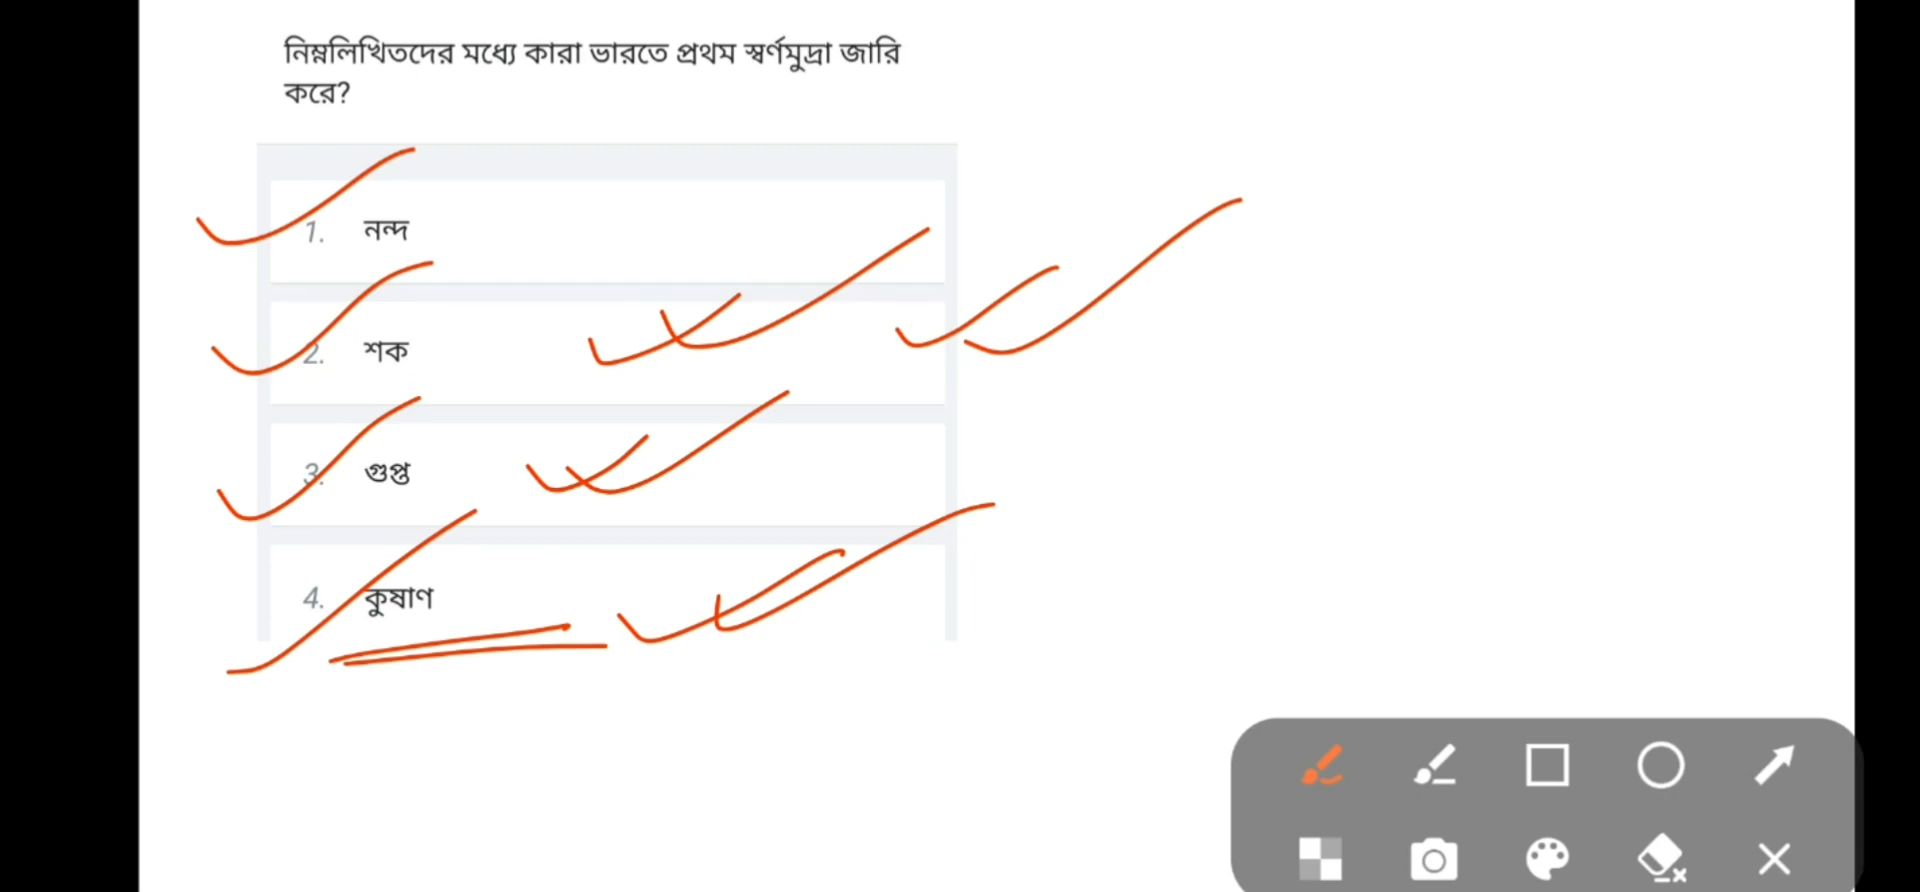 নিম্নলিখিতদের মধ্যে কারা ভারতে প্রথম স্বর্ণমুদ্রা জারি
করে?
1. নন্দ
2. শক
3. গুপ্ত
4. কুষাণ